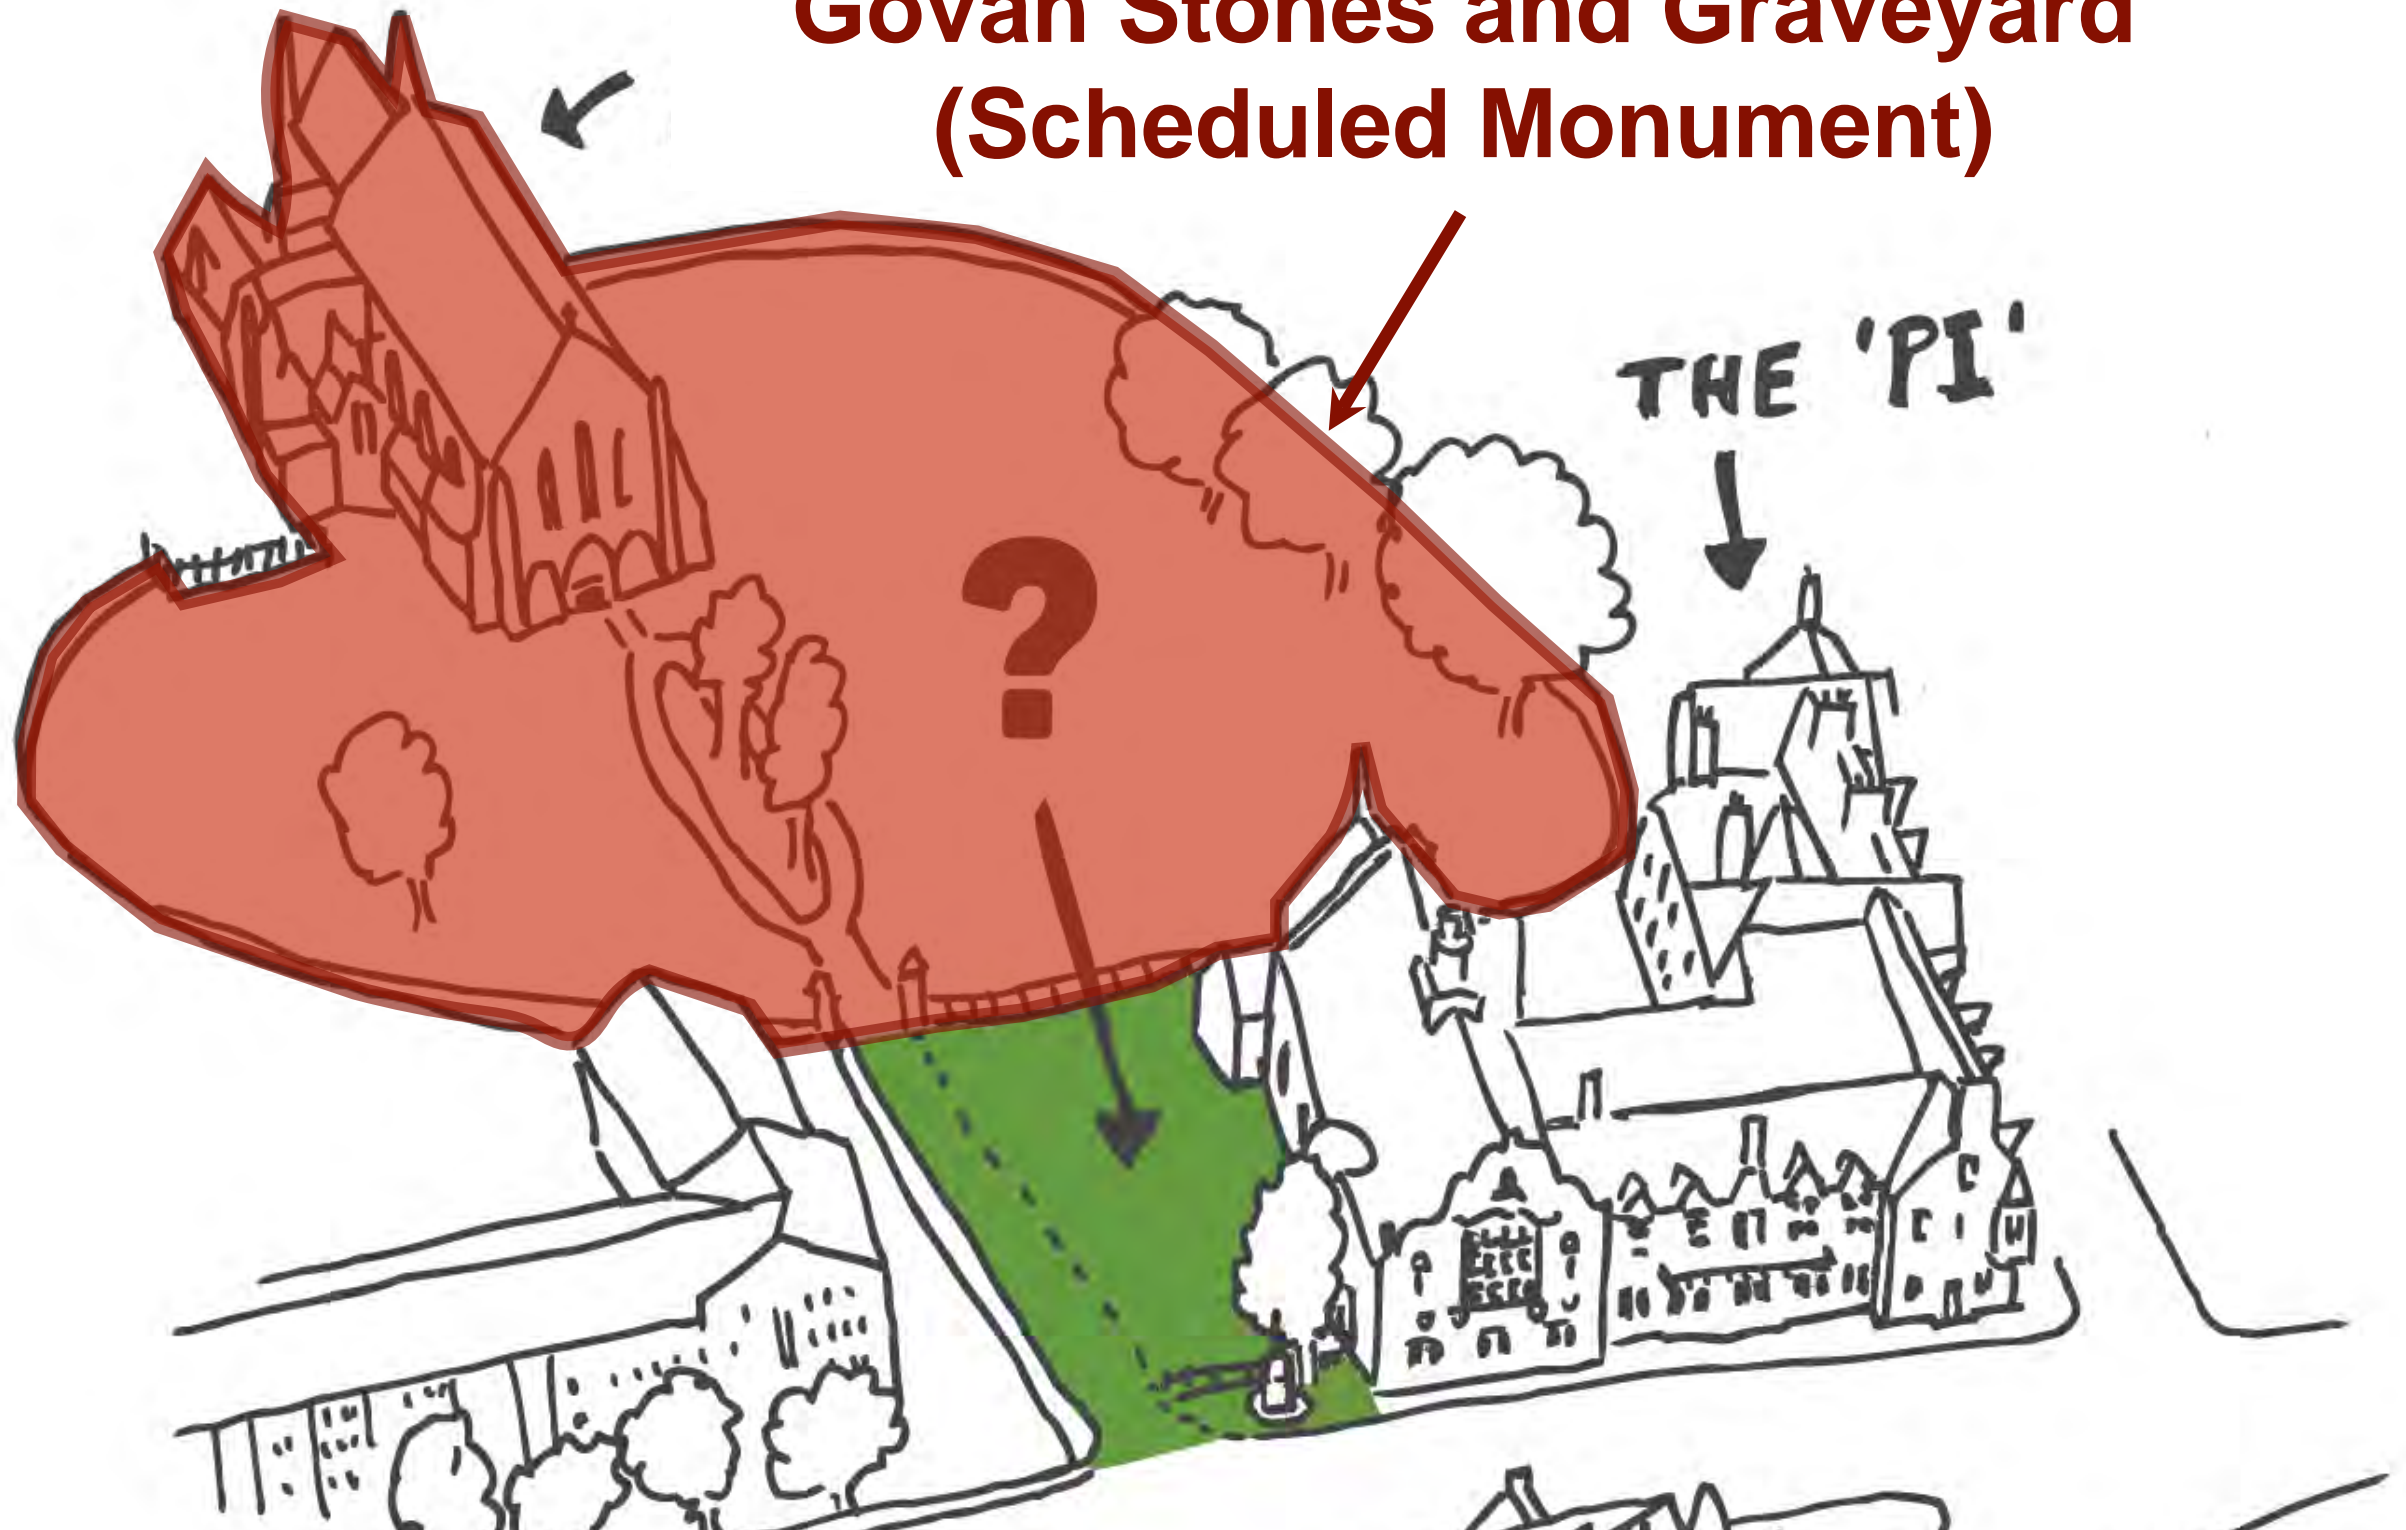 Govan Stones and Graveyard
(Scheduled Monument)
THE 'PI'
?